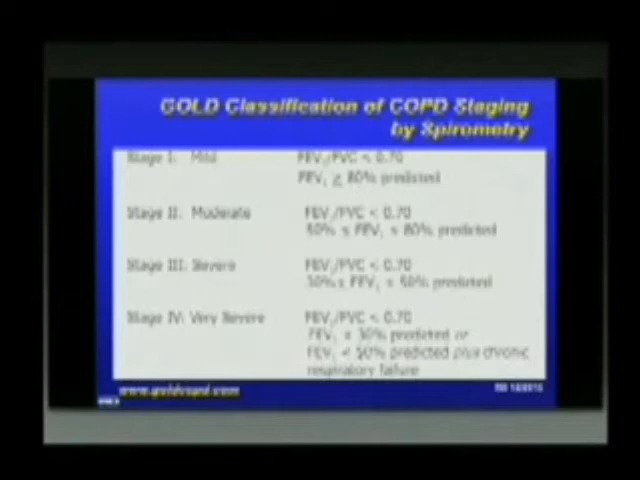 GOLD Classification of COPD Staging
by Spirometry
Stage I: Mild
FEV₁/FVC < 0.70
FEV₁ ≥ 80% predicted
Stage II: Moderate
FEV₁/FVC < 0.70
50% ≤ FEV₁ < 80% predicted
Stage III: Severe
FEV₁/FVC < 0.70
30% ≤ FEV₁ < 50% predicted
Stage IV: Very Severe
FEV₁/FVC < 0.70
FEV₁ < 30% predicted or
FEV₁ < 50% predicted plus chronic
respiratory failure
www.goldcopd.com